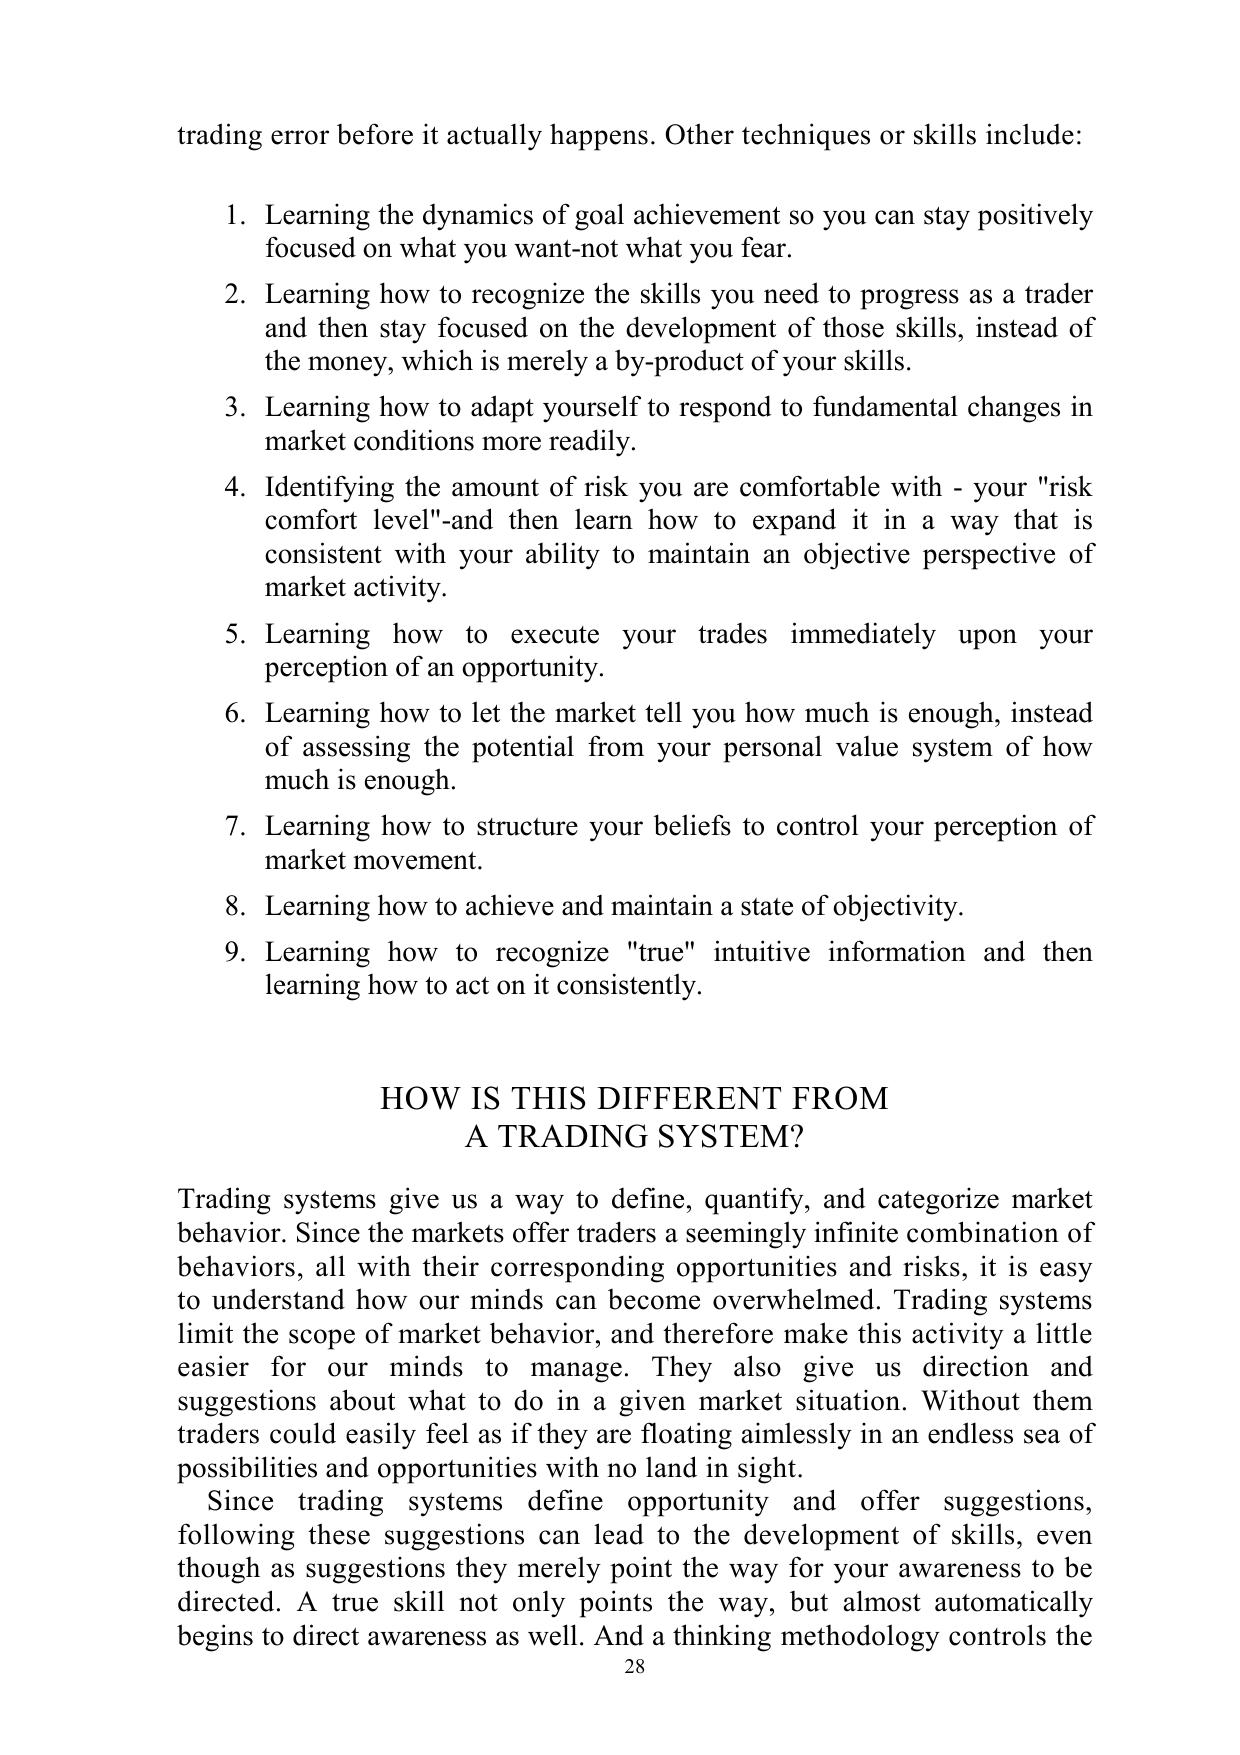 trading error before it actually happens. Other techniques or skills include:
1. Learning the dynamics of goal achievement so you can stay positively
focused on what you want-not what you fear.
2. Learning how to recognize the skills you need to progress as a trader
and then stay focused on the development of those skills, instead of
the money, which is merely a by-product of your skills.
3. Learning how to adapt yourself to respond to fundamental changes in
market conditions more readily.
4. Identifying the amount of risk you are comfortable with - your "risk
comfort level"-and then learn how to expand it in a way that is
consistent with your ability to maintain an objective perspective of
market activity.
5. Learning how to execute your trades immediately upon your
perception of an opportunity.
6. Learning how to let the market tell you how much is enough, instead
of assessing the potential from your personal value system of how
much is enough.
7. Learning how to structure your beliefs to control your perception of
market movement.
8. Learning how to achieve and maintain a state of objectivity.
9. Learning how to recognize "true" intuitive information and then
learning how to act on it consistently.
HOW IS THIS DIFFERENT FROM
A TRADING SYSTEM?
Trading systems give us a way to define, quantify, and categorize market
behavior. Since the markets offer traders a seemingly infinite combination of
behaviors, all with their corresponding opportunities and risks, it is easy
to understand how our minds can become overwhelmed. Trading systems
limit the scope of market behavior, and therefore make this activity a little
easier for our minds to manage. They also give us direction and
suggestions about what to do in a given market situation. Without them
traders could easily feel as if they are floating aimlessly in an endless sea of
possibilities and opportunities with no land in sight.
Since trading systems define opportunity and offer suggestions,
following these suggestions can lead to the development of skills, even
though as suggestions they merely point the way for your awareness to be
directed. A true skill not only points the way, but almost automatically
begins to direct awareness as well. And a thinking methodology controls the
28